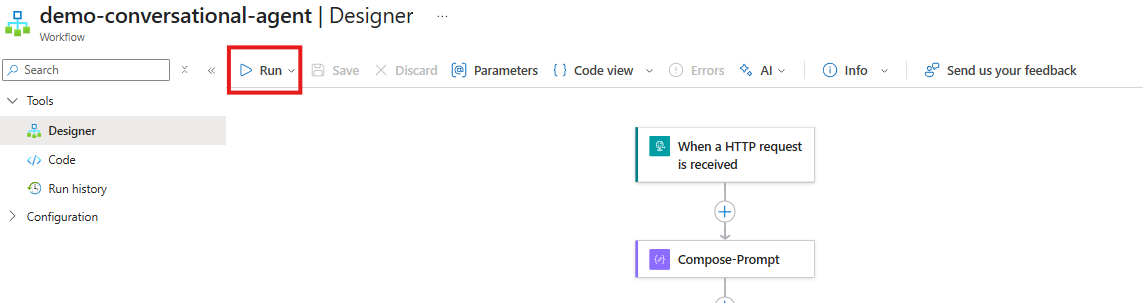 demo-conversational-agent | Designer ...
Workflow
Search
Run Save Discard Parameters Code view Errors AI Info Send us your feedback
Tools
Designer
Code
Run history
Configuration
When a HTTP request
is received
Compose-Prompt